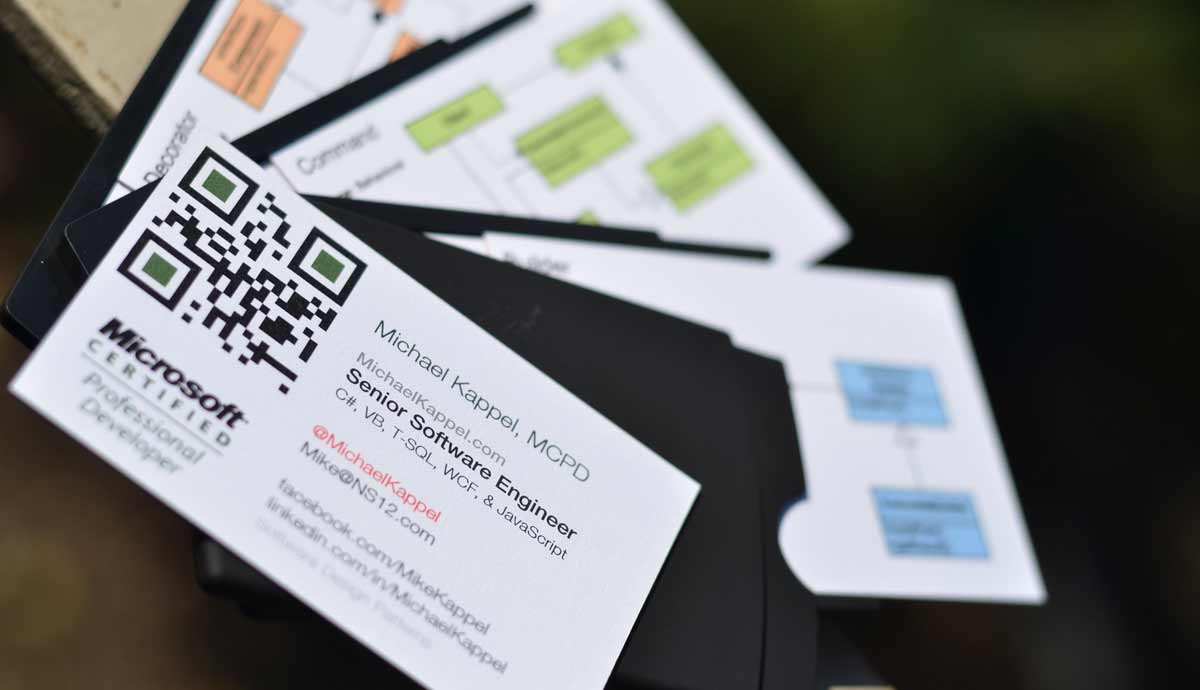 Decorator
Command
Builder
Microsoft
CERTIFIED
Professional
Developer
Michael Kappel, MCPD
MichaelKappel.com
Senior Software Engineer
C#, VB, T-SQL, WCF, & JavaScript
@MichaelKappel
Mike@NS12.com
facebook.com/MikeKappel
linkedin.com/in/MichaelKappel
Software Design Patterns